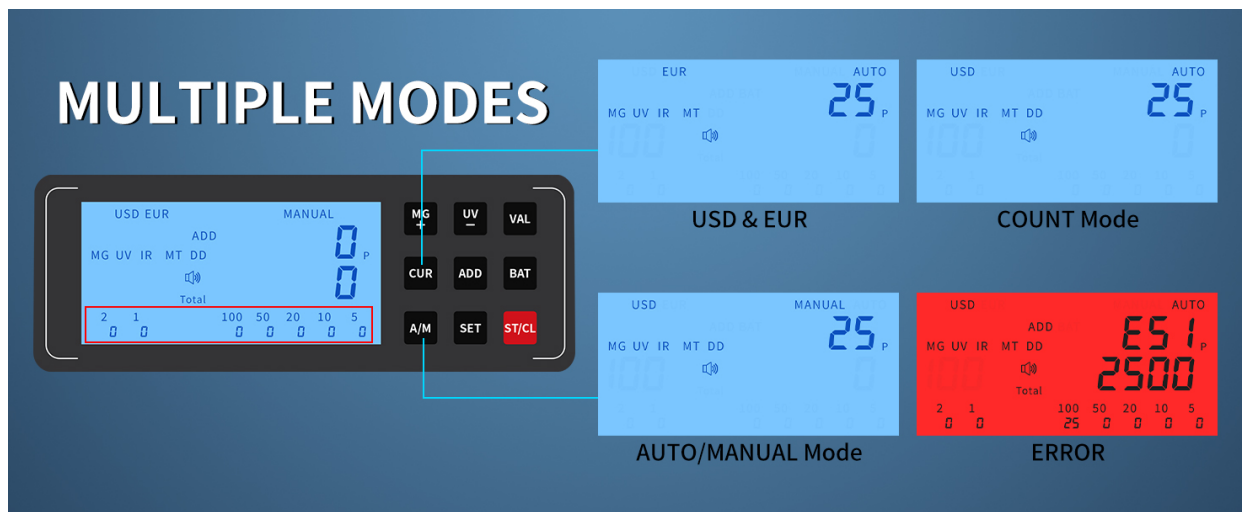 MULTIPLE MODES
USD EUR MANUAL
ADD 0 P
MG UV IR MT DD
0
Total
2 1 100 50 20 10 5
0 0 0 0 0 0 0
MG + UV − VAL
CUR ADD BAT
A/M SET ST/CL
EUR AUTO
25 P
MG UV IR MT
USD & EUR
USD AUTO
25 P
MG UV IR MT DD
COUNT Mode
USD MANUAL
25 P
MG UV IR MT DD
AUTO/MANUAL Mode
USD AUTO
ADD ES1 P
MG UV IR MT DD
2500
Total
2 1 100 50 20 10 5
0 0 25 0 0 0 0
ERROR